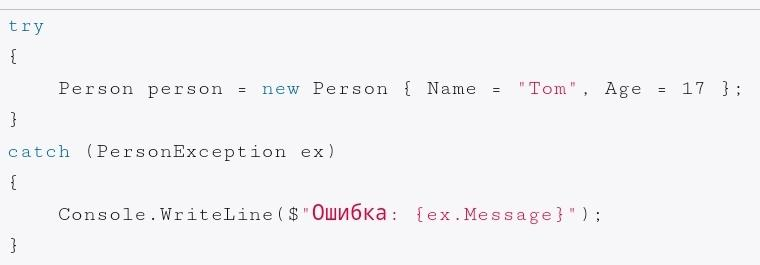 try
{
    Person person = new Person { Name = "Tom", Age = 17 };
}
catch (PersonException ex)
{
    Console.WriteLine($"Ошибка: {ex.Message}");
}